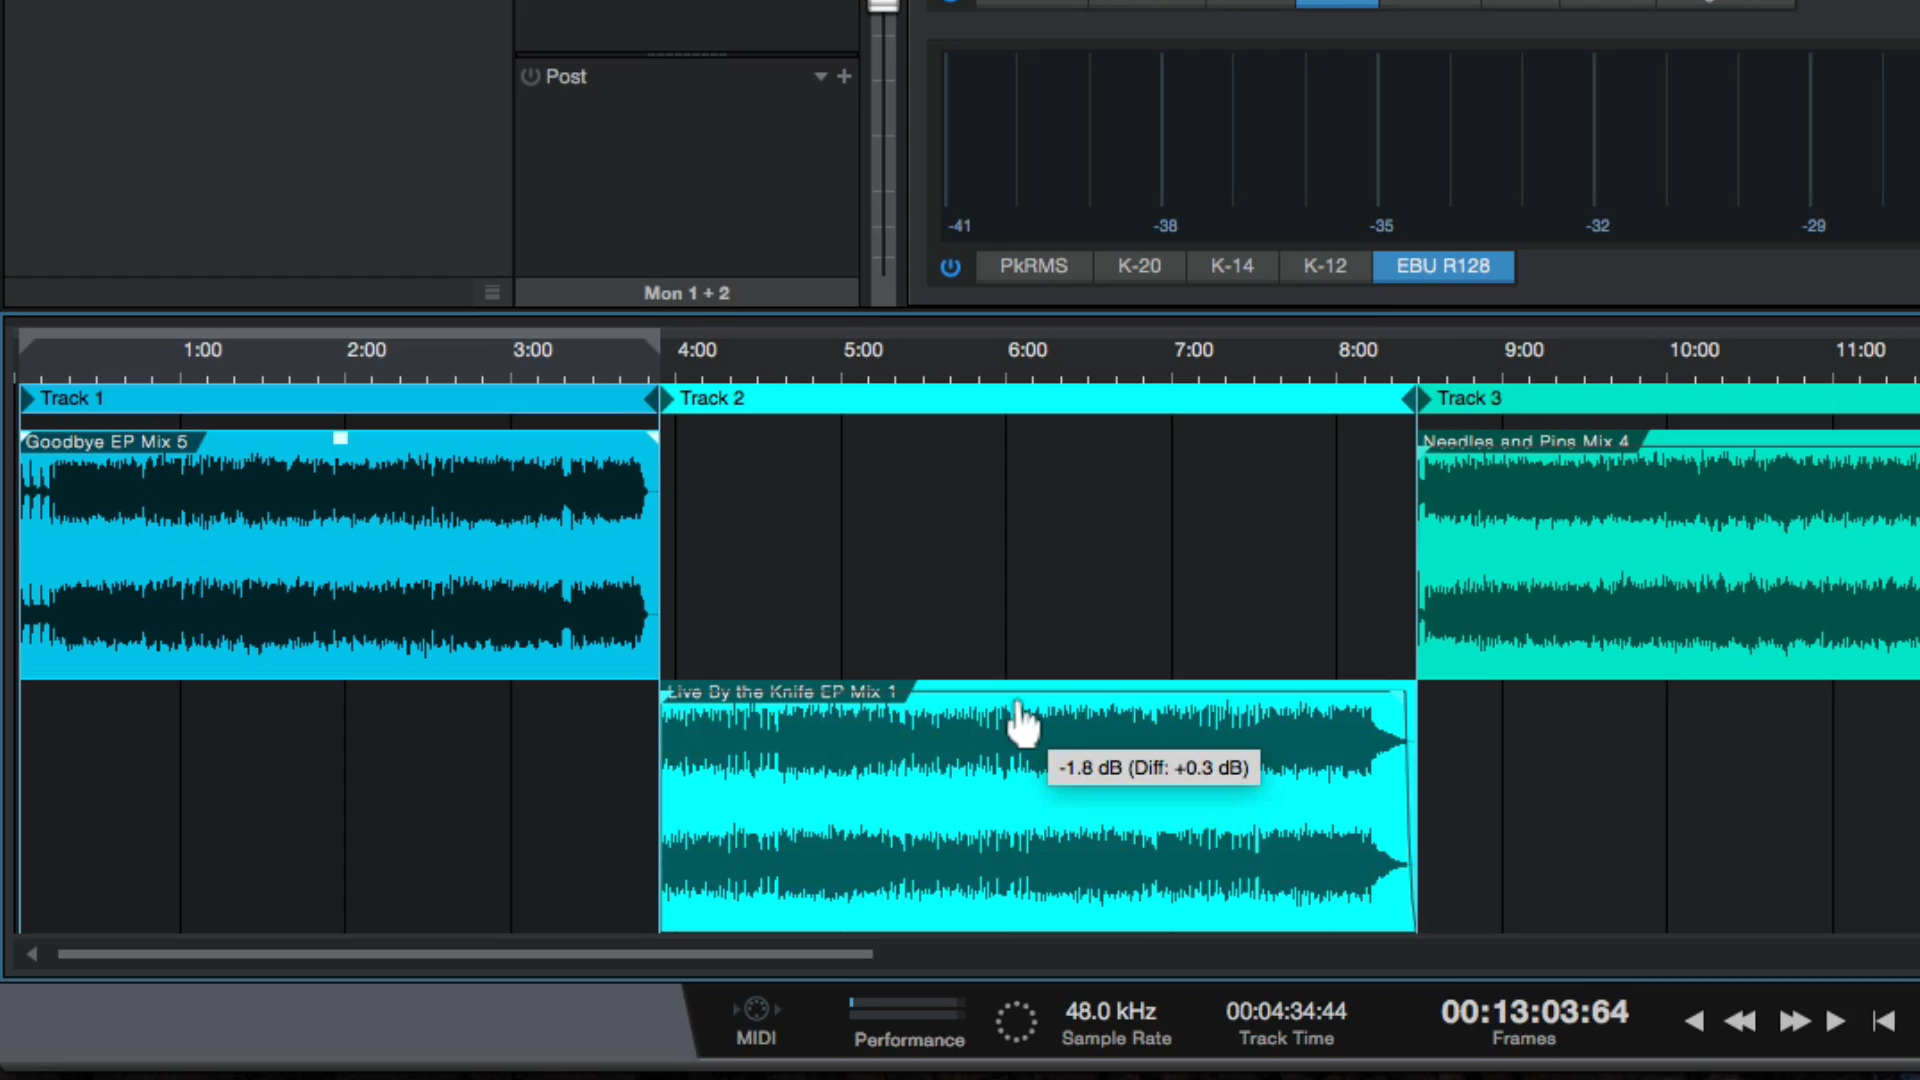 Post
-41 -38 -35 -32 -29
PkRMS K-20 K-14 K-12 EBU R128
Mon 1 + 2
1:00 2:00 3:00 4:00 5:00 6:00 7:00 8:00 9:00 10:00 11:00
Track 1 Track 2 Track 3
Goodbye EP Mix 5 Needles and Pins Mix 4
Live By the Knife EP Mix 1
-1.8 dB (Diff: +0.3 dB)
48.0 kHz 00:04:34:44 00:13:03:64
MIDI Performance Sample Rate Track Time Frames